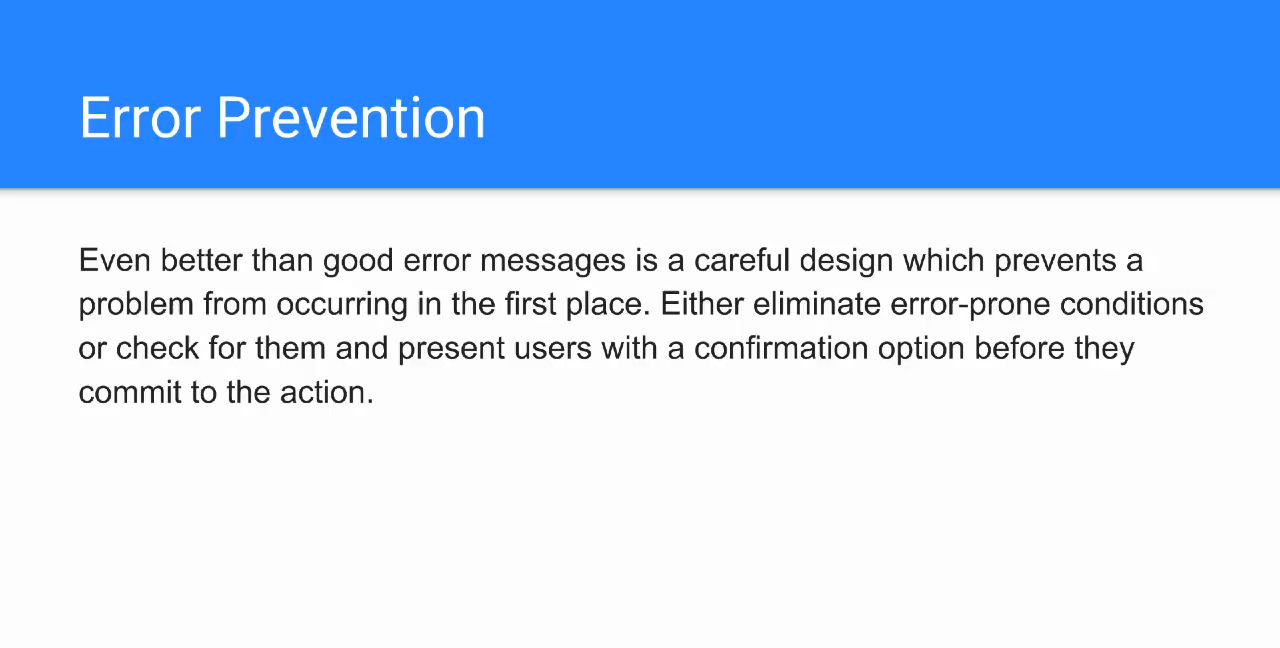 Error Prevention
Even better than good error messages is a careful design which prevents a
problem from occurring in the first place. Either eliminate error-prone conditions
or check for them and present users with a confirmation option before they
commit to the action.